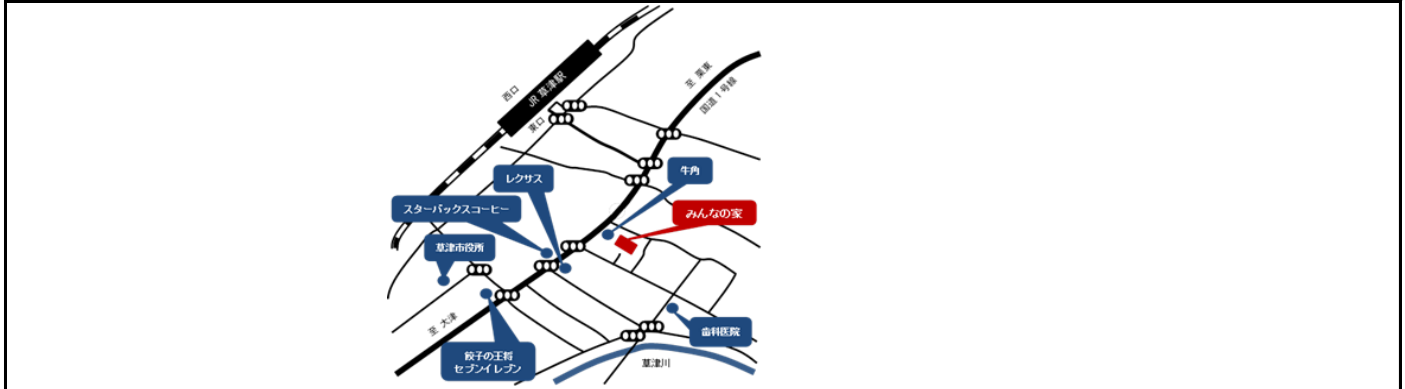 西口
JR 草津駅
東口
至 栗東
国道1号線
牛角
レクサス
スターバックスコーヒー
みんなの家
草津市役所
至 大津
歯科医院
餃子の王将
セブンイレブン
草津川